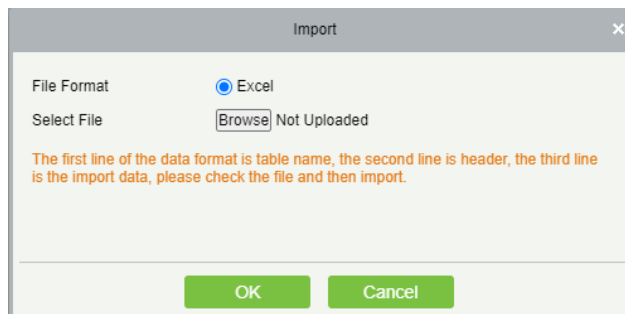 Import
File Format Excel
Select File Browse Not Uploaded
The first line of the data format is table name, the second line is header, the third line
is the import data, please check the file and then import.
OK Cancel